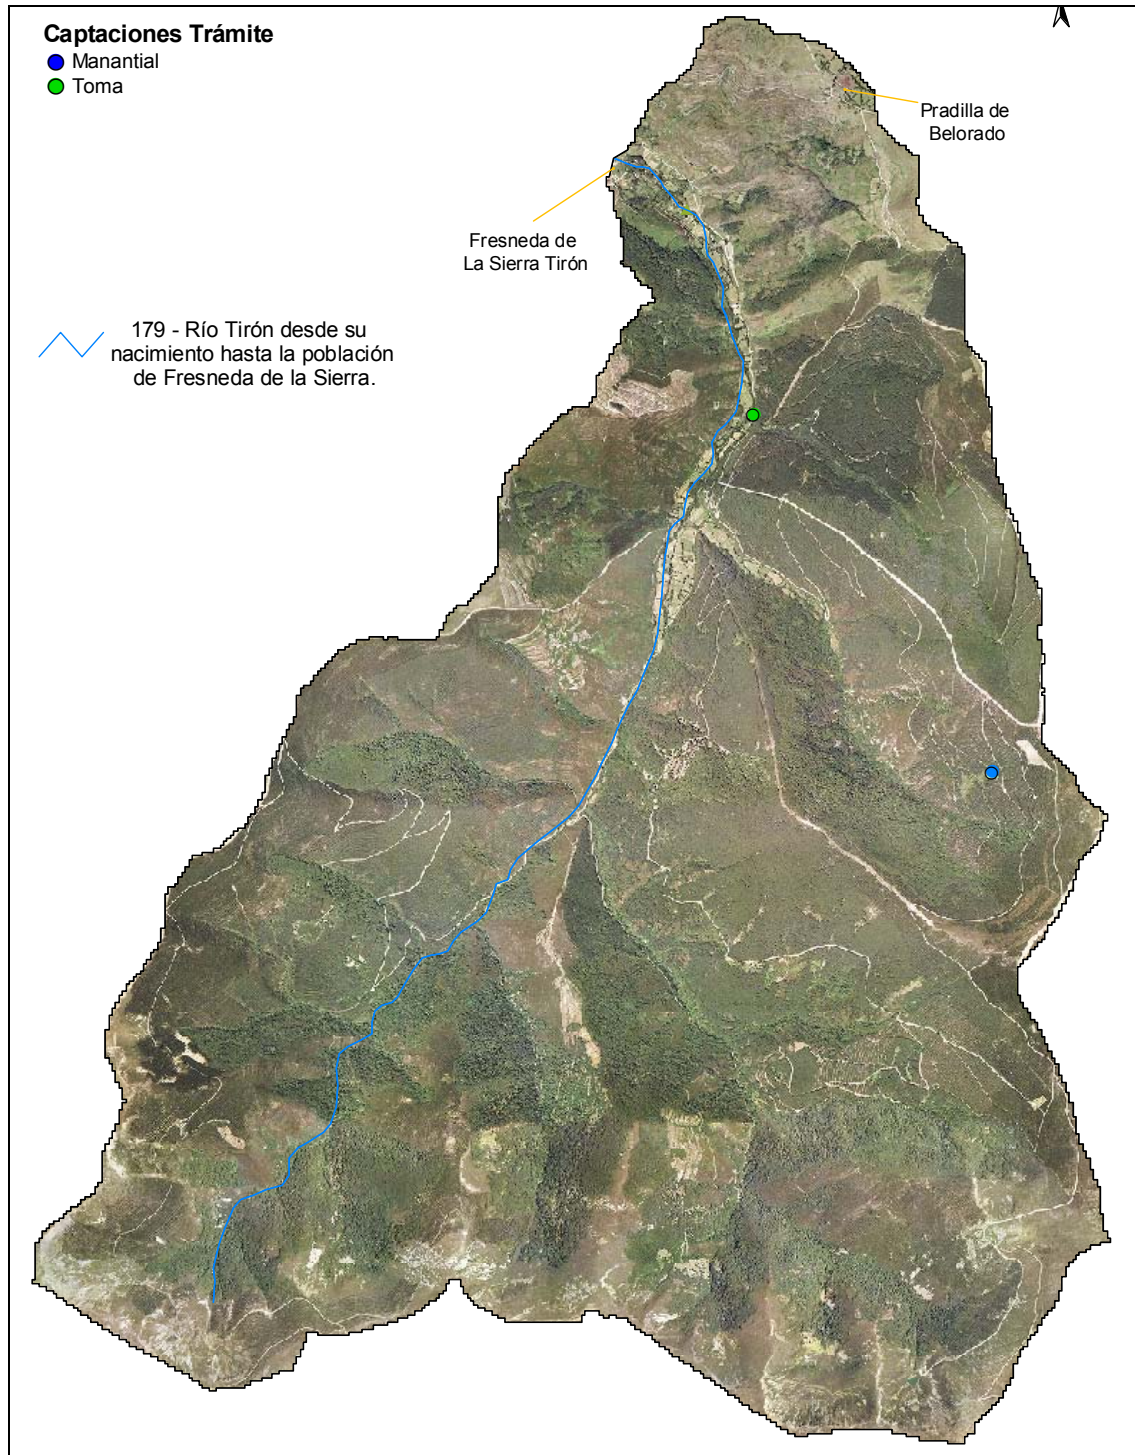 Captaciones Trámite
Manantial
Toma
Pradilla de
Belorado
Fresneda de
La Sierra Tirón
179 - Río Tirón desde su
nacimiento hasta la población
de Fresneda de la Sierra.